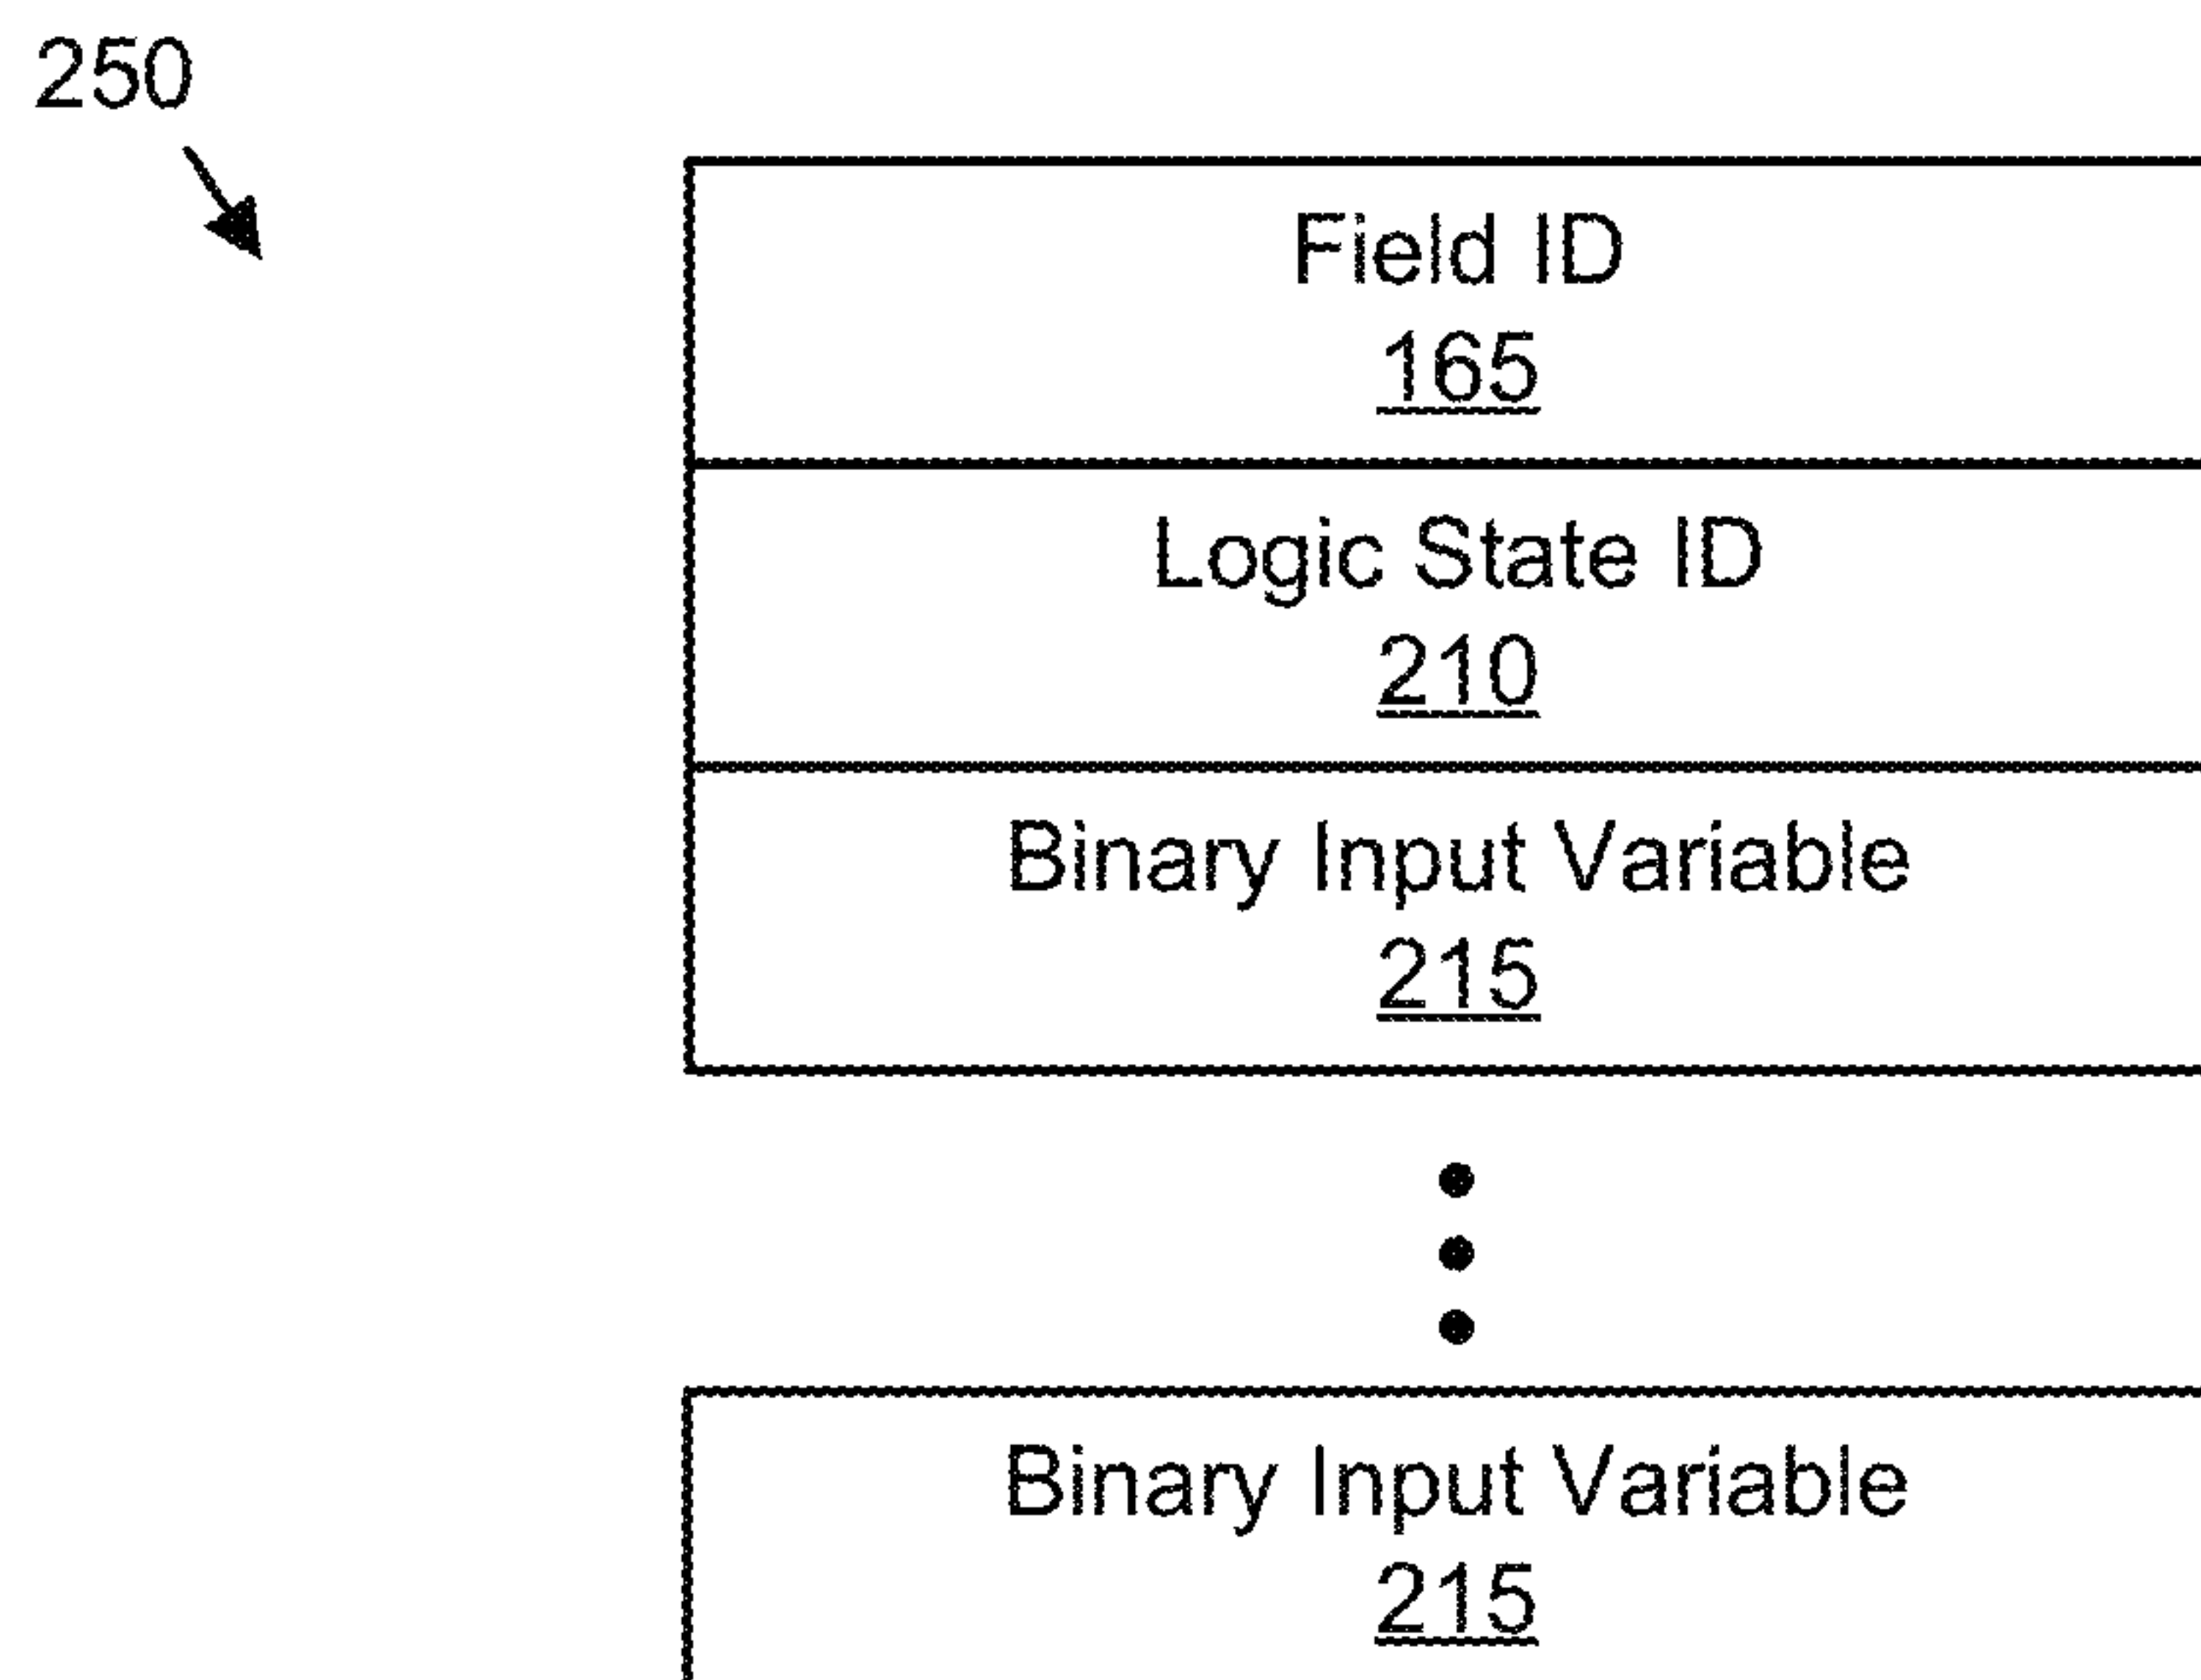 250
Field ID
165
Logic State ID
210
Binary Input Variable
215
Binary Input Variable
215